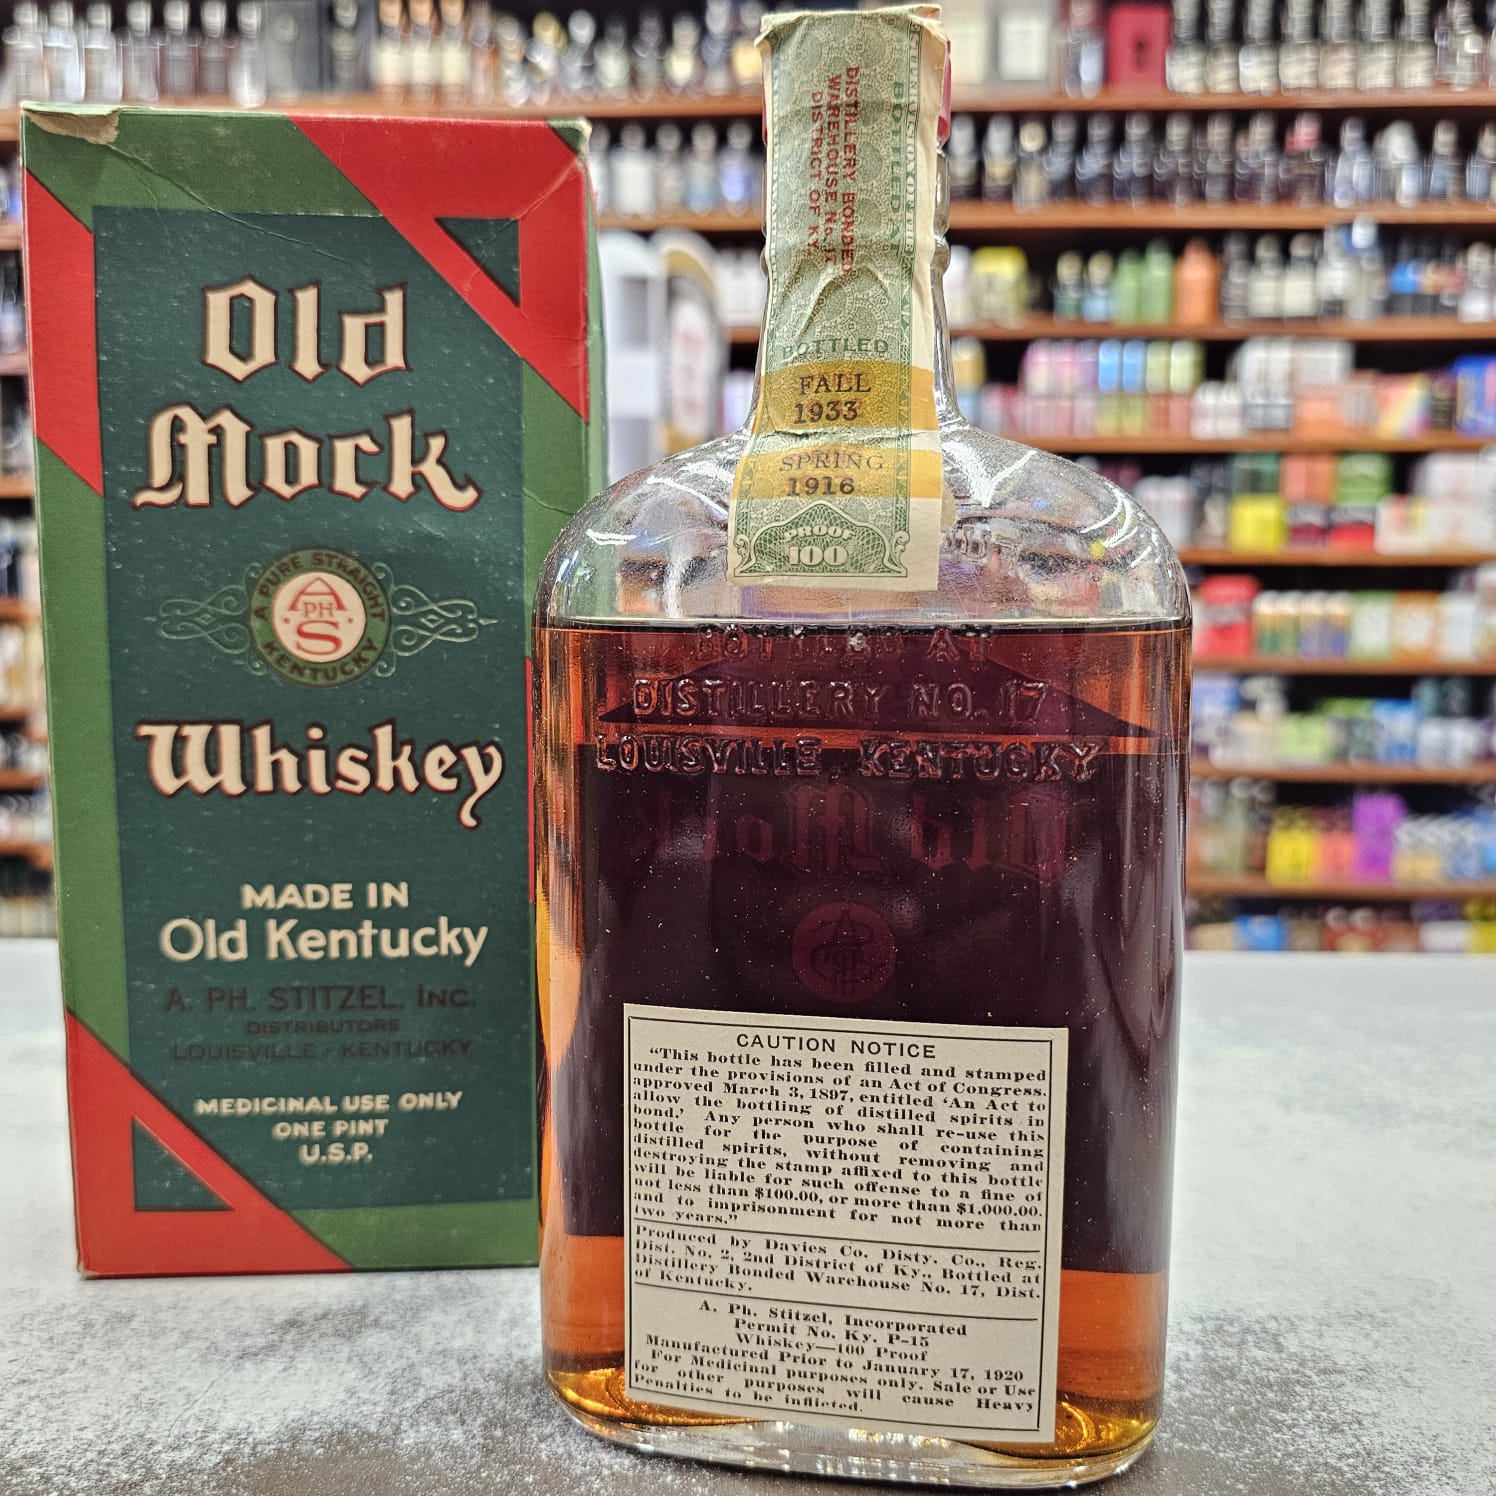 Old
Mock
A PURE STRAIGHT
A PH S
KENTUCKY
Whiskey
MADE IN
Old Kentucky
A. PH. STITZEL, INC.
DISTRIBUTORS
LOUISVILLE - KENTUCKY
MEDICINAL USE ONLY
ONE PINT
U.S.P.
BOTTLED AT
DISTILLERY BONDED
WAREHOUSE No. 17
DISTRICT OF KY.
BOTTLED
FALL
1933
SPRING
1916
PROOF
100
BOTTLED AT
DISTILLERY NO. 17
LOUISVILLE, KENTUCKY
Old Mock
CAUTION NOTICE
“This bottle has been filled and stamped
under the provisions of an Act of Congress,
approved March 3, 1897, entitled ‘An Act to
allow the bottling of distilled spirits in
bond.’ Any person who shall re-use this
bottle for the purpose of containing
distilled spirits, without removing and
destroying the stamp affixed to this bottle
will be liable for such offense to a fine of
not less than $100.00, or more than $1,000.00.
and to imprisonment for not more than
two years.”
Produced by Davies Co. Disty. Co., Reg.
Dist. No. 2, 2nd District of Ky., Bottled at
Distillery Bonded Warehouse No. 17, Dist.
of Kentucky.
A. Ph. Stitzel, Incorporated
Permit No. Ky. P-15
Whiskey—100 Proof
Manufactured Prior to January 17, 1920
For Medicinal purposes only. Sale or Use
for other purposes will cause Heavy
Penalties to be inflicted.